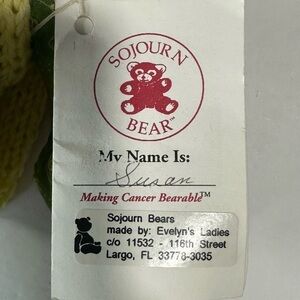 SOJOURN
BEAR™
My Name Is:
Susan
Making Cancer Bearable™
Sojourn Bears
made by: Evelyn's Ladies
c/o 11532 - 116th Street
Largo, FL 33778-3035